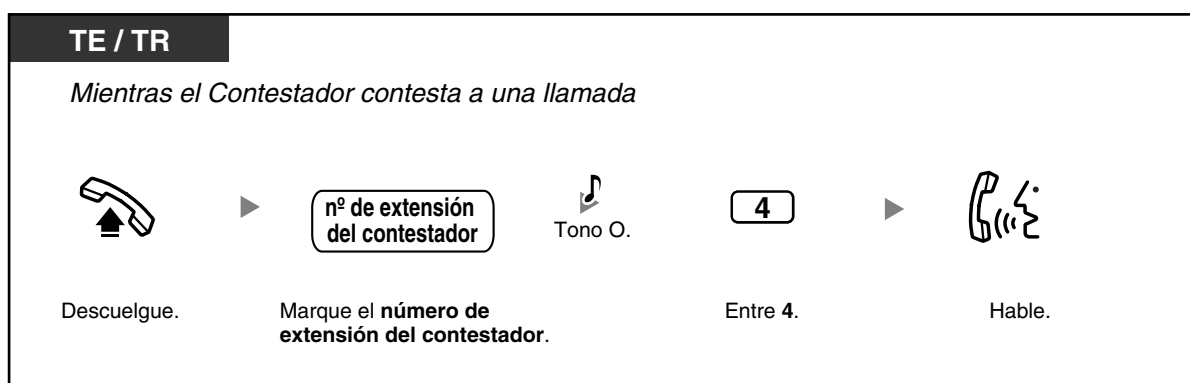 TE / TR
Mientras el Contestador contesta a una llamada
nº de extensión
del contestador
Tono O.
4
Descuelgue.
Marque el número de
extensión del contestador.
Entre 4.
Hable.